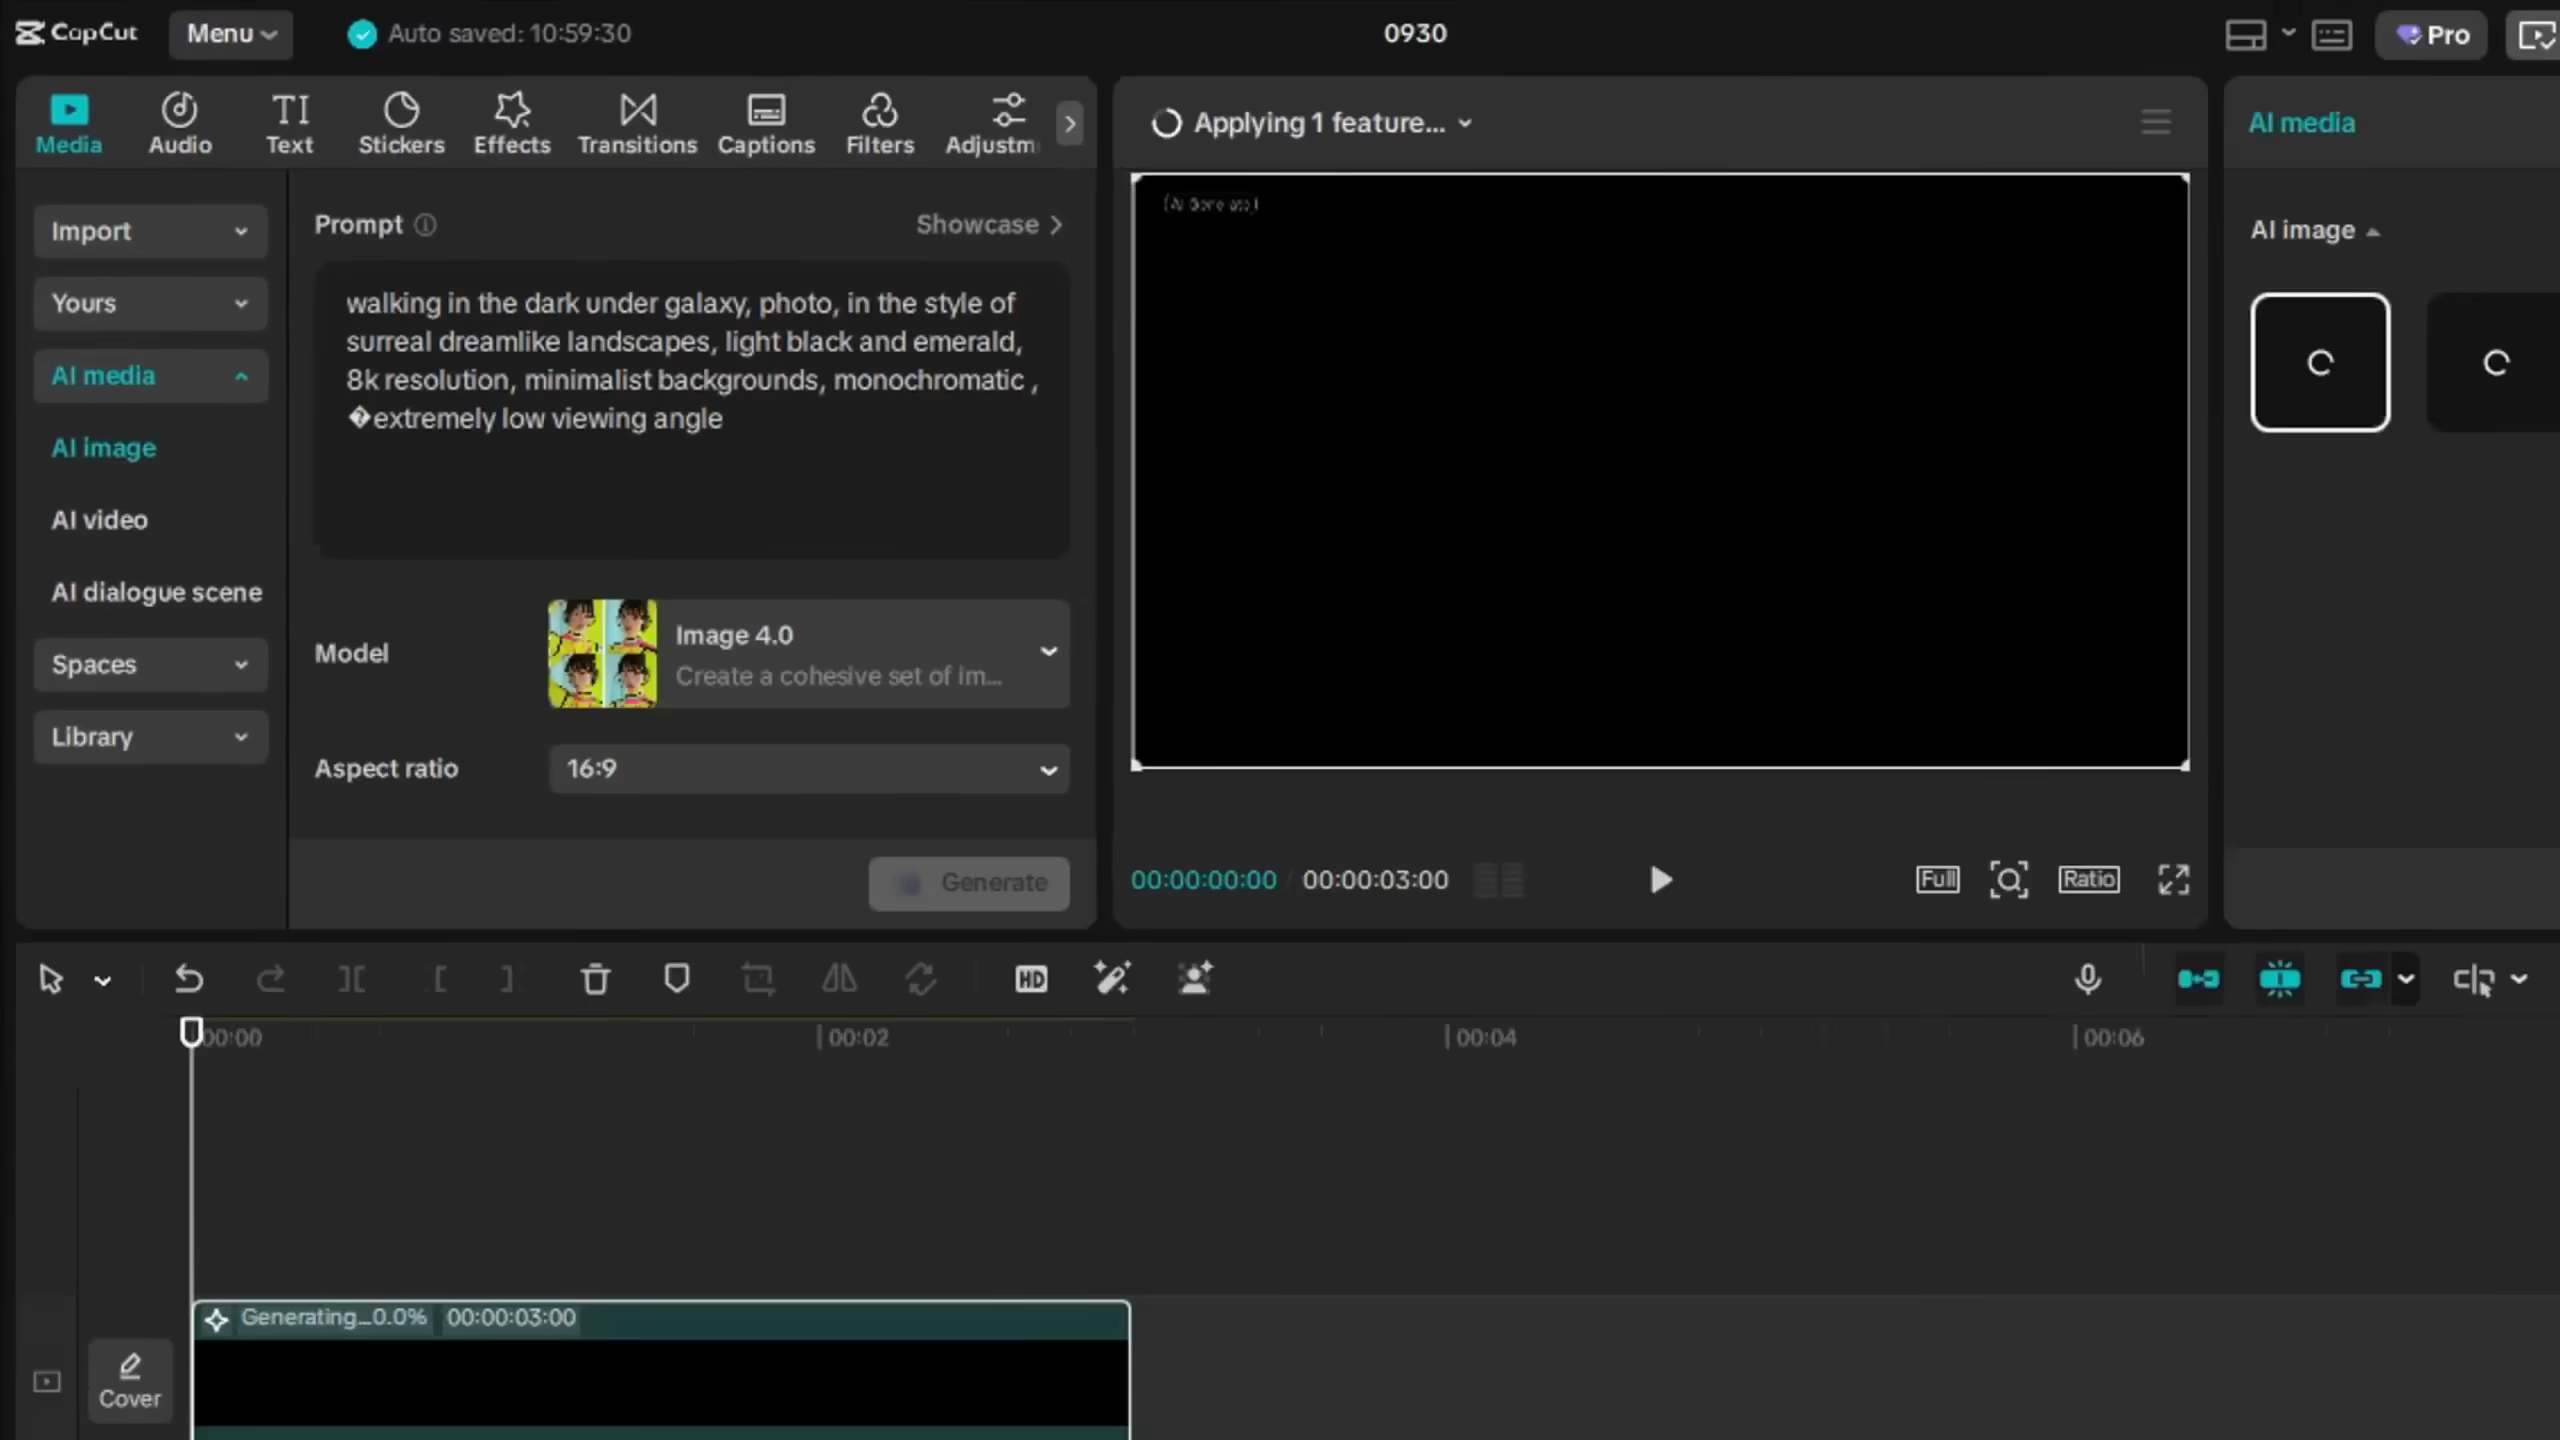 CapCut
Menu
Auto saved: 10:59:30
0930
Pro
Media
Audio
TI
Text
Stickers
Effects
Transitions
Captions
Filters
Adjustm
Applying 1 feature...
AI media
Import
Yours
AI media
AI image
AI video
AI dialogue scene
Spaces
Library
Prompt
Showcase
walking in the dark under galaxy, photo, in the style of
surreal dreamlike landscapes, light black and emerald,
8k resolution, minimalist backgrounds, monochromatic ,
�extremely low viewing angle
Model
Image 4.0
Create a cohesive set of im...
Aspect ratio
16:9
Generate
AI image
00:00:00:00 / 00:00:03:00
Full
Ratio
HD
00:00
00:02
00:04
00:06
Generating...0.0% 00:00:03:00
Cover